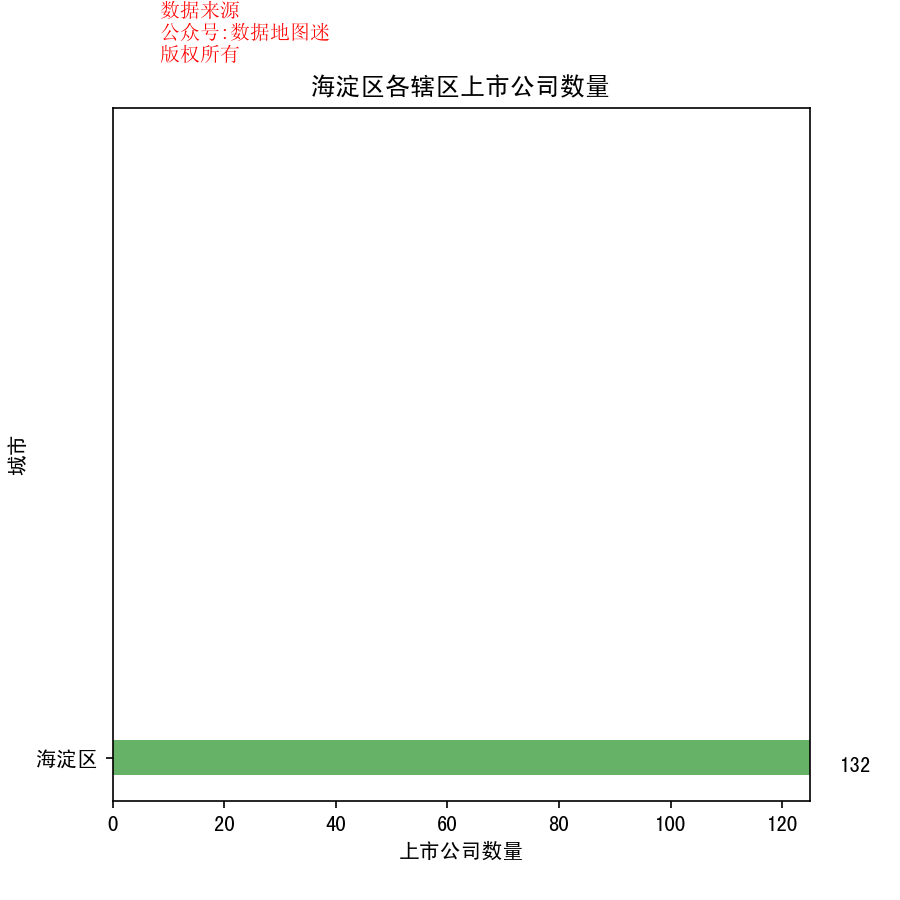 数据来源
公众号:数据地图迷
版权所有
海淀区各辖区上市公司数量
城市
海淀区
132
0 20 40 60 80 100 120
上市公司数量